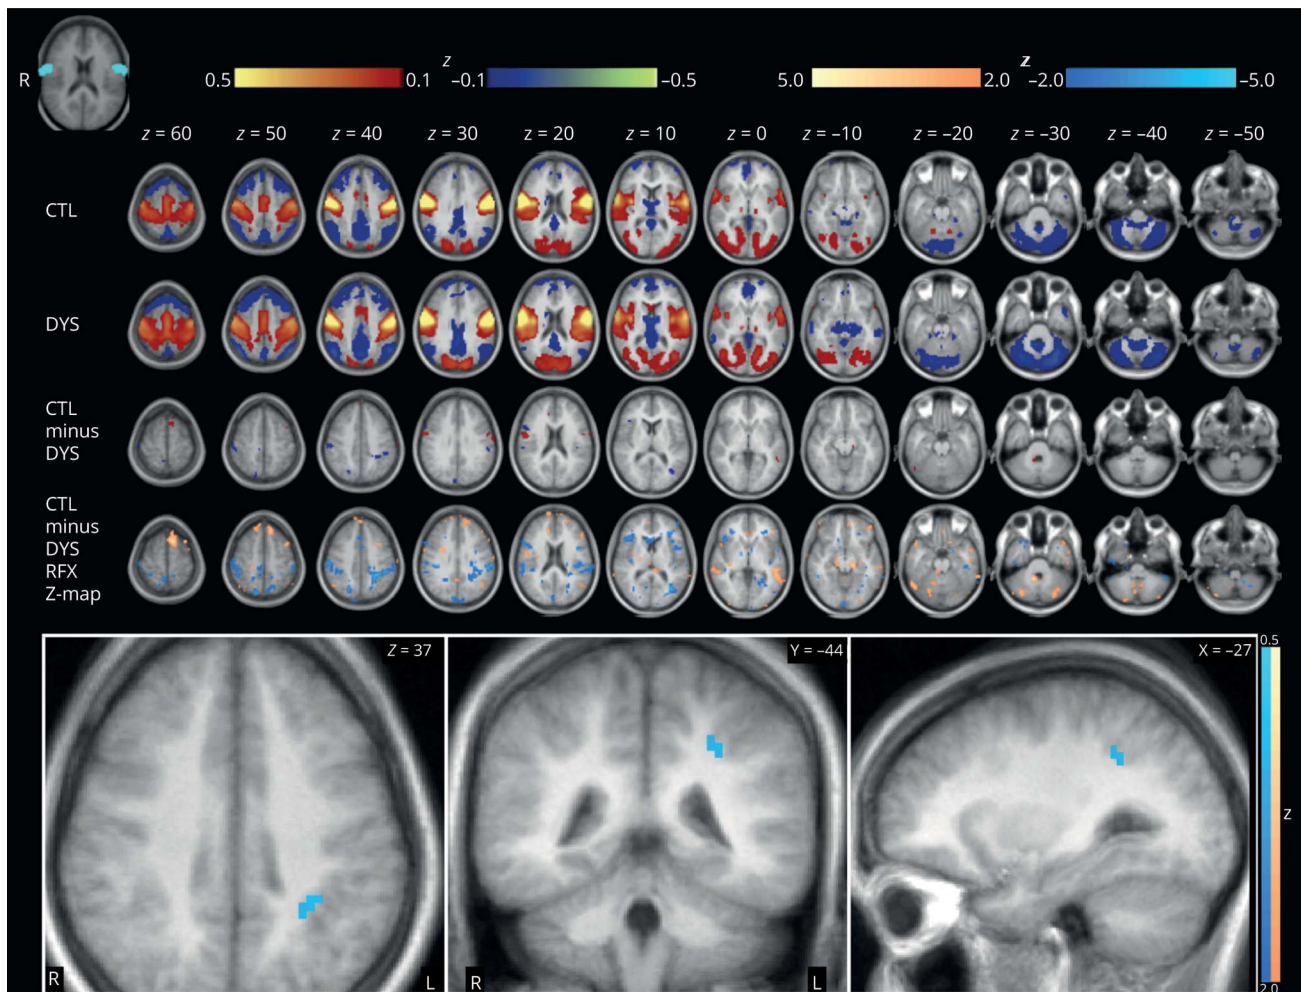 R
0.5 0.1 z –0.1 –0.5 5.0 2.0 z –2.0 –5.0
z = 60 z = 50 z = 40 z = 30 z = 20 z = 10 z = 0 z = –10 z = –20 z = –30 z = –40 z = –50
CTL
DYS
CTL
minus
DYS
CTL
minus
DYS
RFX
Z-map
Z = 37
Y = –44
X = –27
0.5
Z
2.0
R L
R L